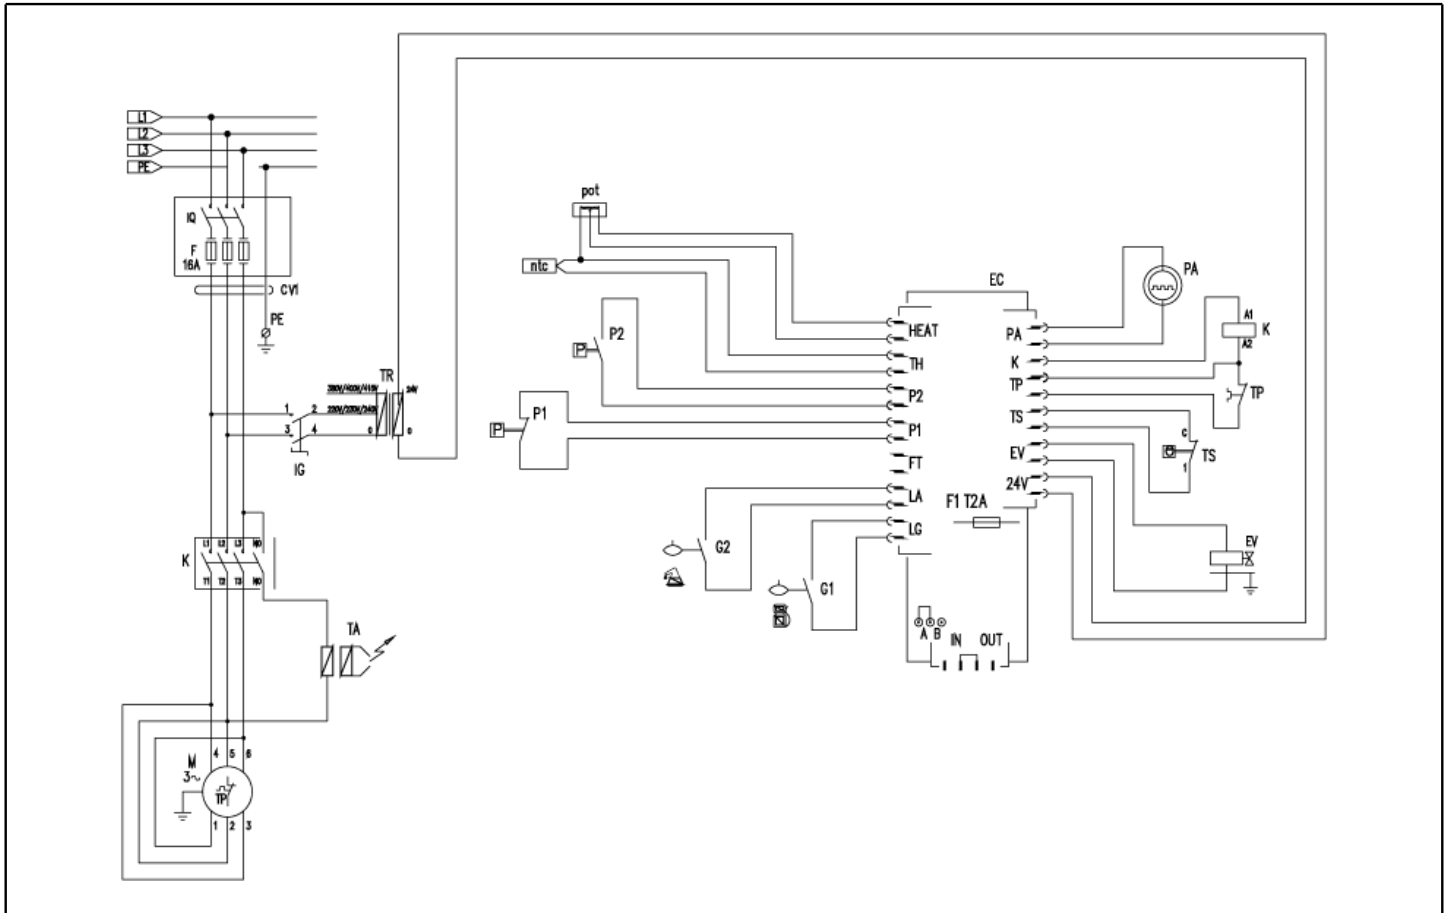 L1
L2
L3
PE
IQ
F
16A
CV1
PE
TR
380V/400V/415V
24V
1
2
220V/230V/240V
3
4
0
0
IG
K
L1 L2 L3 NO
T1 T2 T3 NO
TA
M
3~
4 5 6
TP
1 2 3
pot
ntc
P2
P
P1
P
G2
G1
EC
HEAT
TH
P2
P1
FT
LA
LG
PA
K
TP
TS
EV
24V
F1 T2A
A B
IN OUT
PA
A1
K
A2
TP
C
TS
1
EV